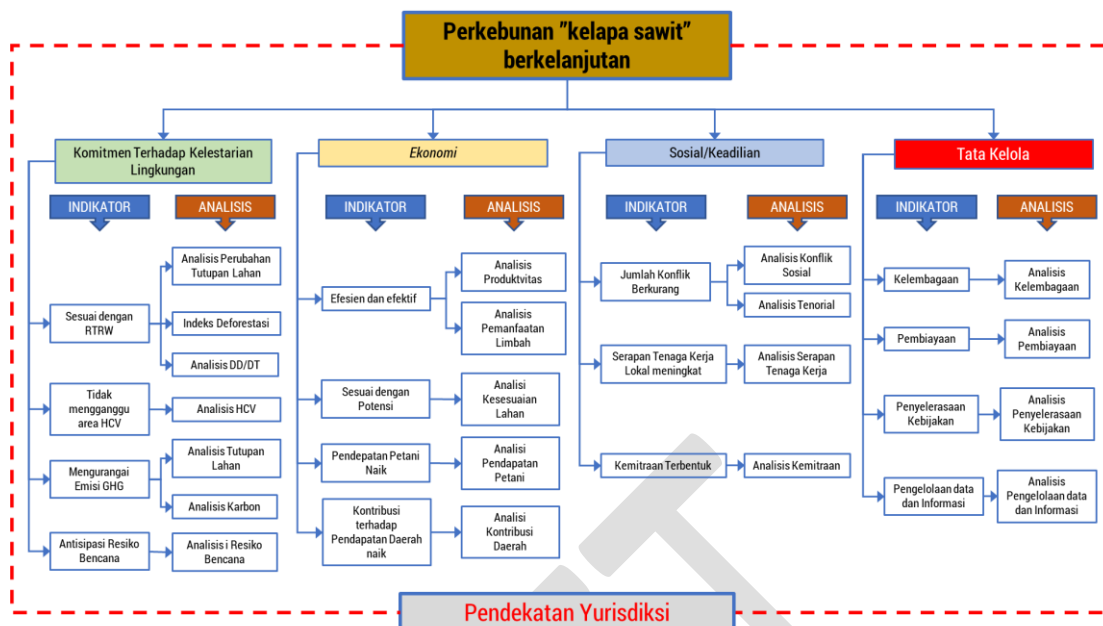 Perkebunan "kelapa sawit"
berkelanjutan
Komitmen Terhadap Kelestarian
Lingkungan
Ekonomi
Sosial/Keadilian
Tata Kelola
INDIKATOR
ANALISIS
INDIKATOR
ANALISIS
INDIKATOR
ANALISIS
INDIKATOR
ANALISIS
Sesuai dengan
RTRW
Analisis Perubahan
Tutupan Lahan
Indeks Deforestasi
Analisis DD/DT
Tidak
mengganggu
area HCV
Analisis HCV
Mengurangai
Emisi GHG
Analisis Tutupan
Lahan
Analisis Karbon
Antisipasi Resiko
Bencana
Analisis i Resiko
Bencana
Efesien dan efektif
Analisis
Produktvitas
Analisis
Pemanfaatan
Limbah
Sesuai dengan
Potensi
Analisi
Kesesuaian
Lahan
Pendepatan Petani
Naik
Analisi
Pendapatan
Petani
Kontribusi
terhadap
Pendapatan Daerah
naik
Analisi
Kontribusi
Daerah
Jumlah Konflik
Berkurang
Analisis Konflik
Sosial
Analisis Tenorial
Serapan Tenaga Kerja
Lokal meningkat
Analisis Serapan
Tenaga Kerja
Kemitraan Terbentuk
Analisis Kemitraan
Kelembagaan
Analisis
Kelembagaan
Pembiayaan
Analisis
Pembiayaan
Penyelerasaan
Kebijakan
Analisis
Penyelerasaan
Kebijakan
Pengelolaan data
dan Informasi
Analisis
Pengelolaan data
dan Informasi
Pendekatan Yurisdiksi